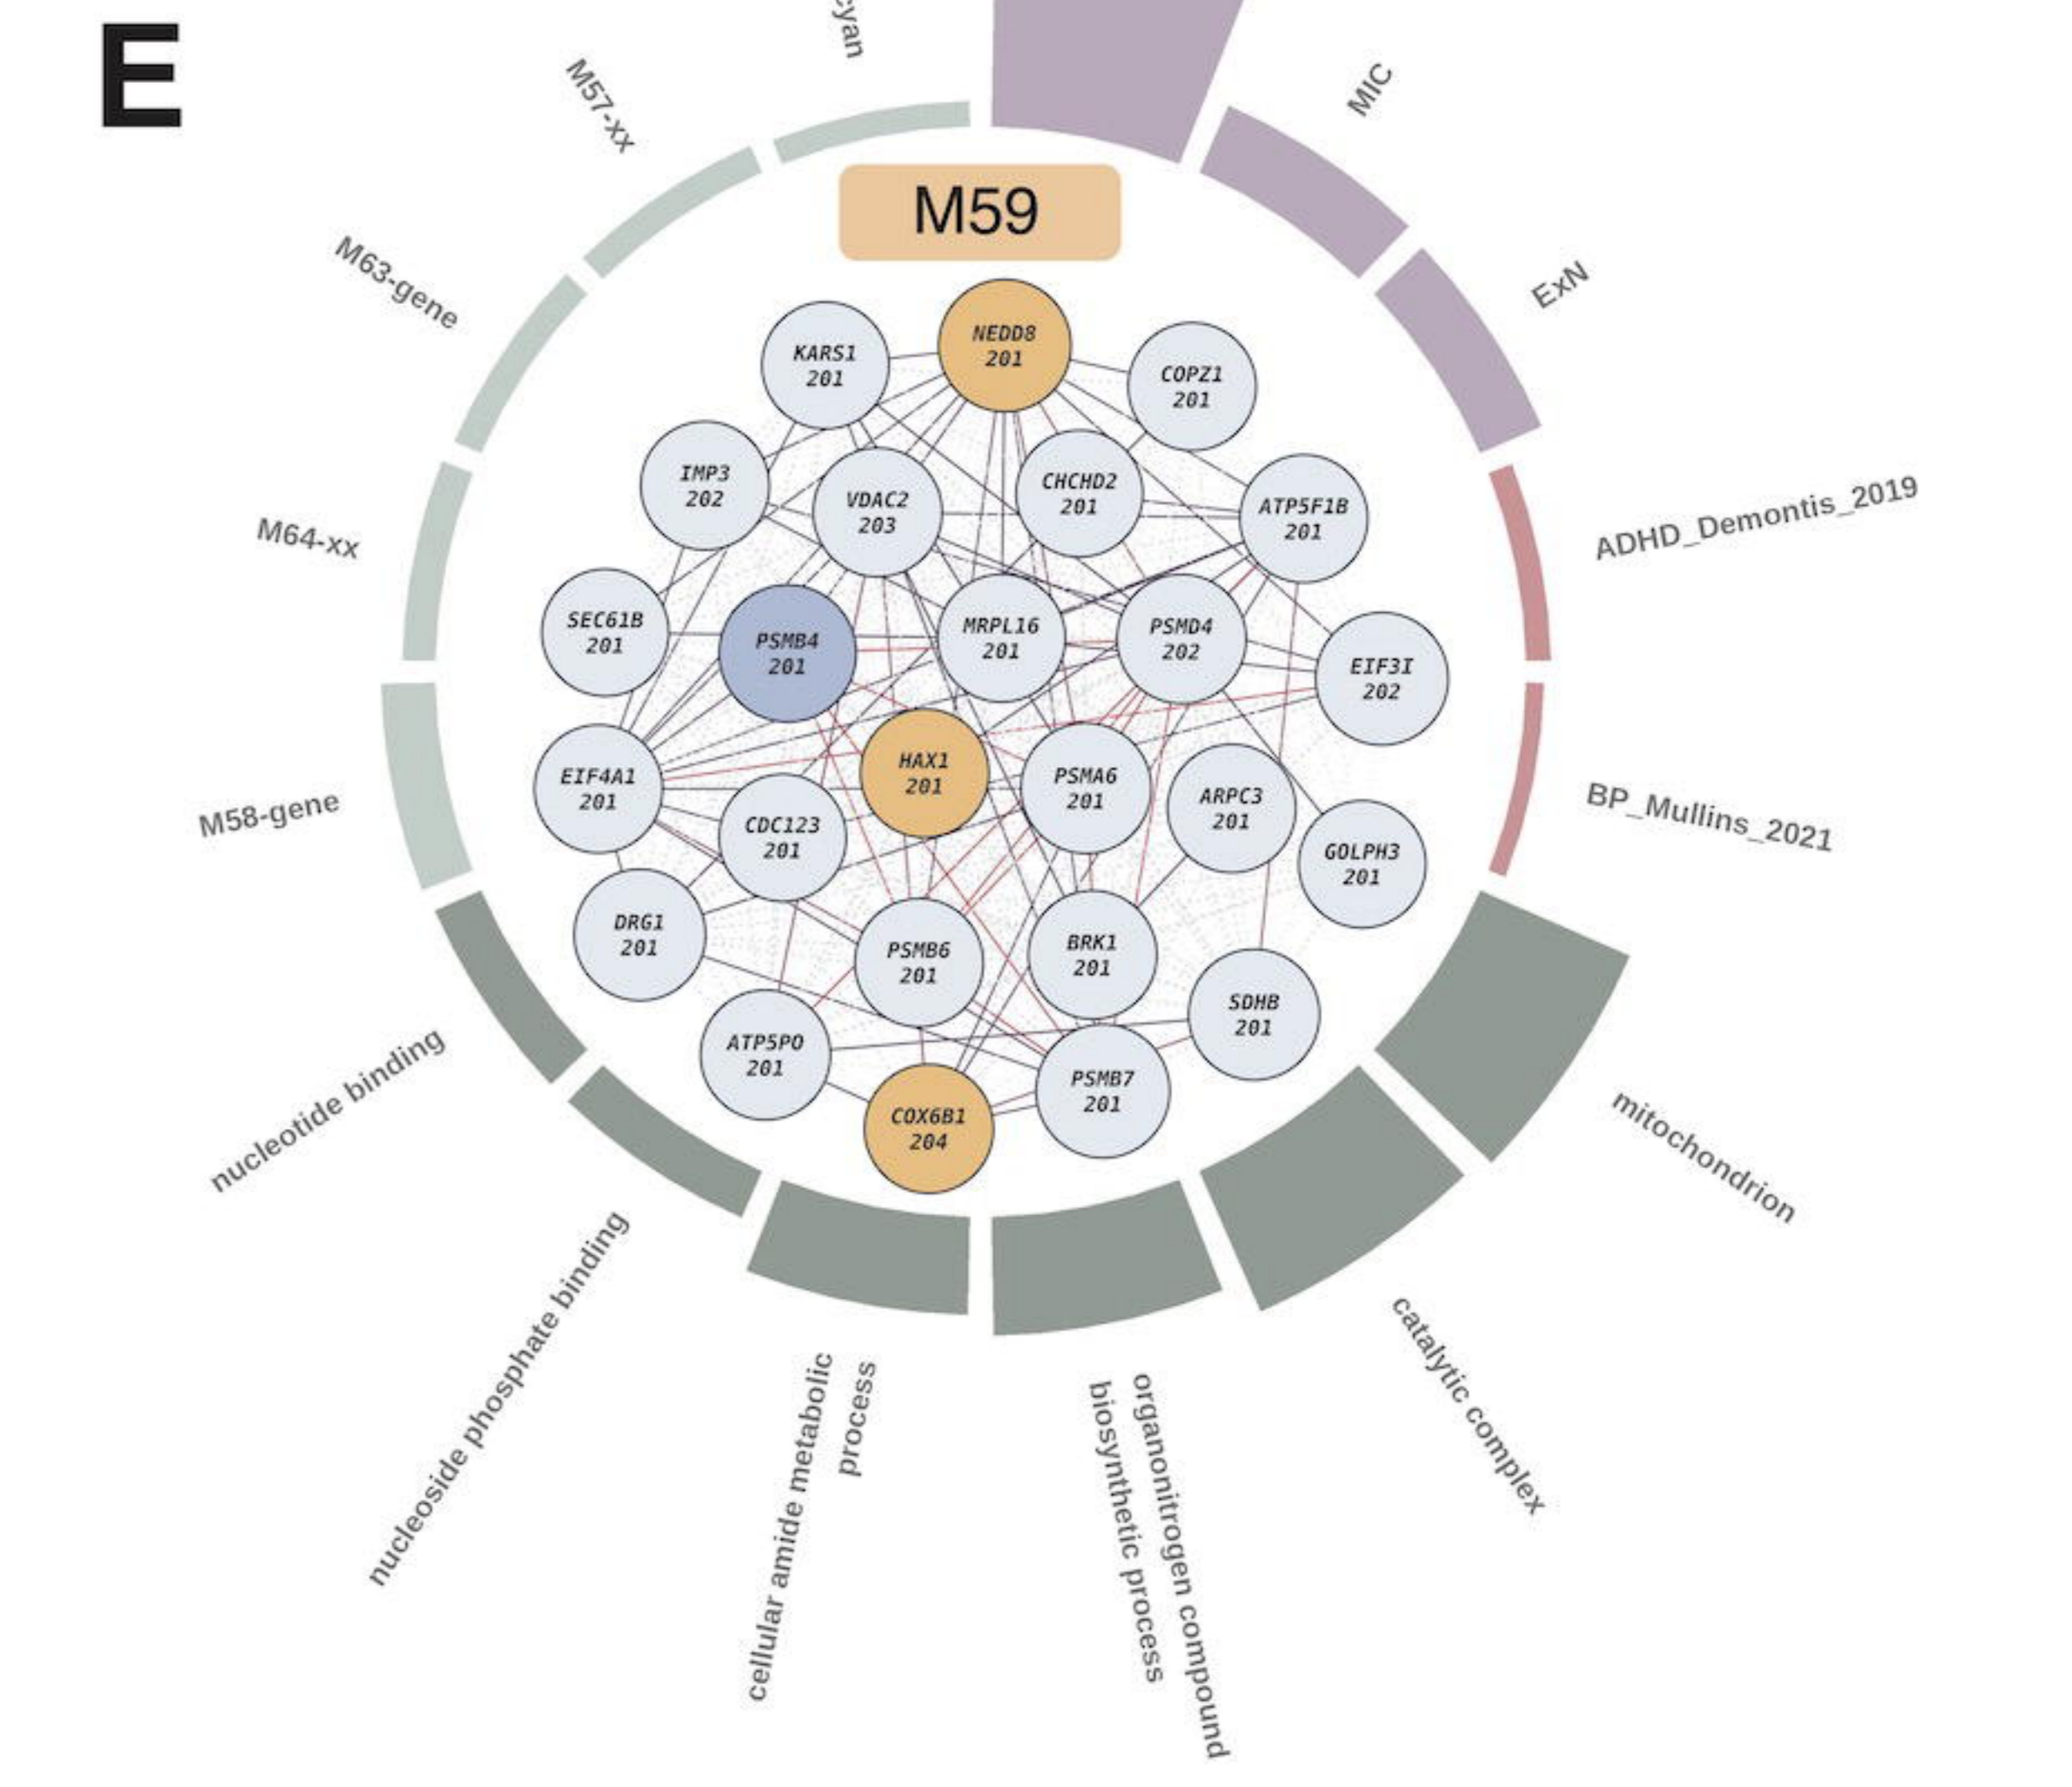 E
cyan
M57-xx
MIC
M59
M63-gene
ExN
NEDD8
201
KARS1
201
COPZ1
201
IMP3
202
VDAC2
203
CHCHD2
201
ATP5F1B
201
ADHD_Demontis_2019
M64-xx
SEC61B
201
PSMB4
201
MRPL16
201
PSMD4
202
EIF3I
202
EIF4A1
201
HAX1
201
PSMA6
201
ARPC3
201
BP_Mullins_2021
M58-gene
CDC123
201
GOLPH3
201
DRG1
201
PSMB6
201
BRK1
201
SDHB
201
ATP5PO
201
PSMB7
201
COX6B1
204
nucleotide binding
mitochondrion
nucleoside phosphate binding
cellular amide metabolic
process
organonitrogen compound
biosynthetic process
catalytic complex